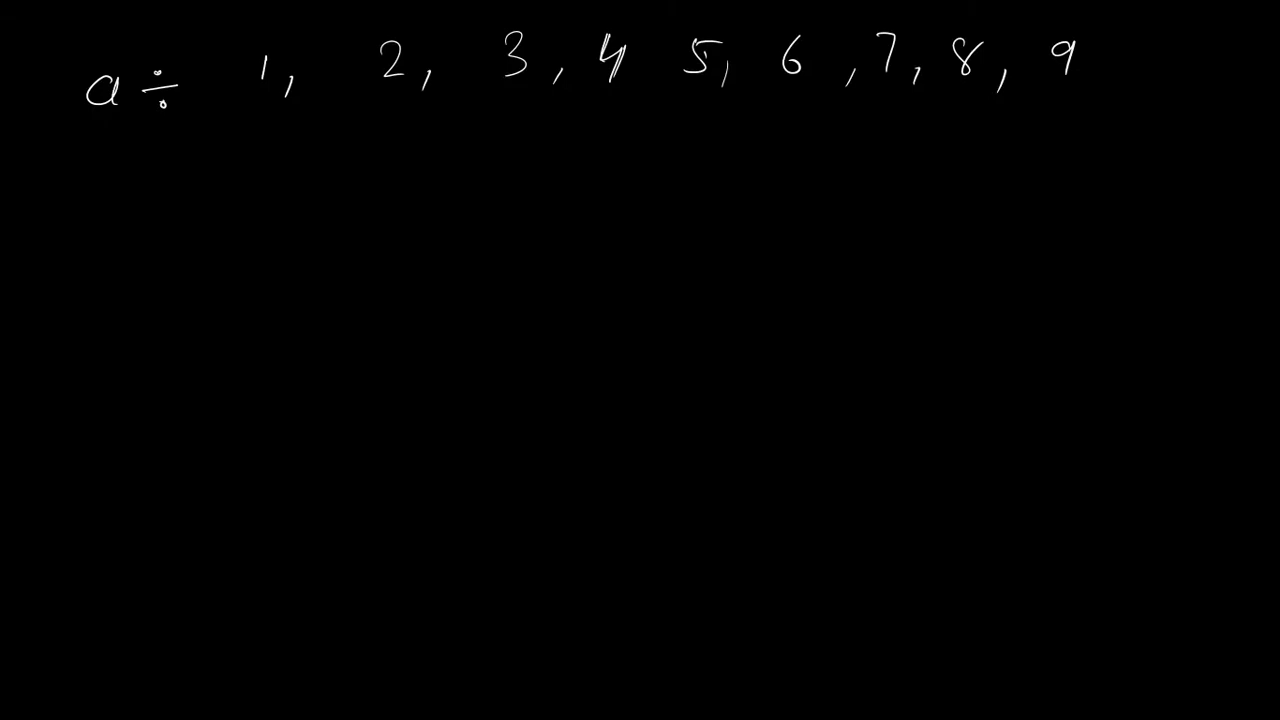 a ÷ 1, 2, 3, 4 5, 6, 7, 8, 9